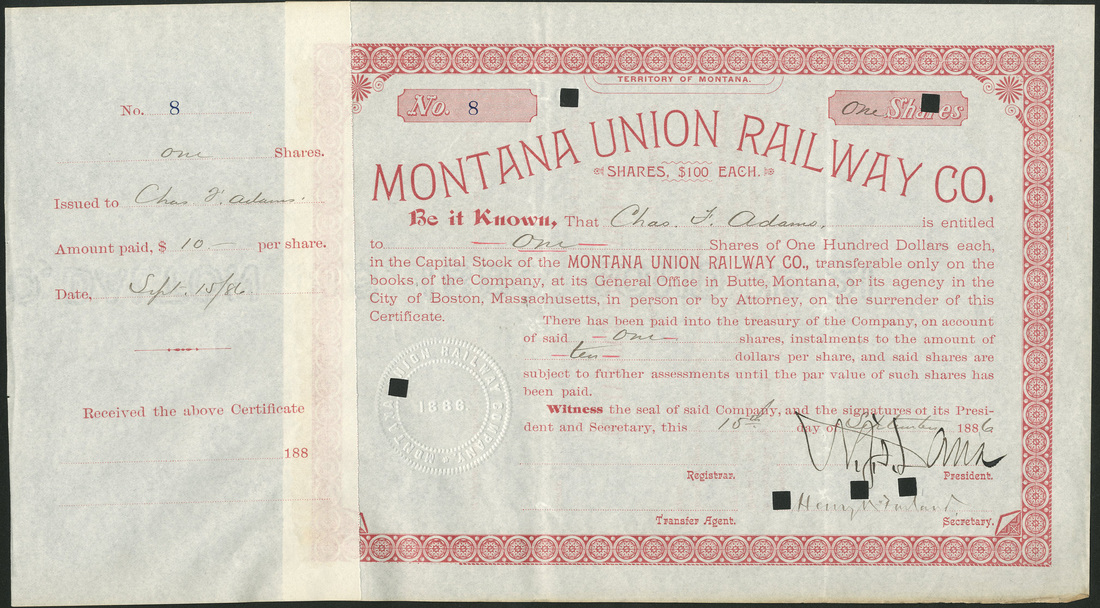 No. 8
one Shares.
Issued to Chas F. Adams.
Amount paid, $ 10 — per share.
Date, Sept. 15/86
Received the above Certificate
188
TERRITORY OF MONTANA.
No. 8
One Shares
MONTANA UNION RAILWAY CO.
SHARES, $100 EACH.
Be it Known, That Chas. F. Adams, is entitled
to — One — Shares of One Hundred Dollars each,
in the Capital Stock of the MONTANA UNION RAILWAY CO., transferable only on the
books, of the Company, at its General Office in Butte, Montana, or its agency in the
City of Boston, Massachusetts, in person or by Attorney, on the surrender of this
Certificate.
There has been paid into the treasury of the Company, on account
of said — One — shares, instalments to the amount of
— ten — dollars per share, and said shares are
subject to further assessments until the par value of such shares has
been paid.
Witness the seal of said Company, and the signatures of its Presi-
dent and Secretary, this 15th day of September 1886
UNION RAILWAY COMPANY
1886.
MONTANA
Registrar.
President.
Henry
Transfer Agent.
Secretary.